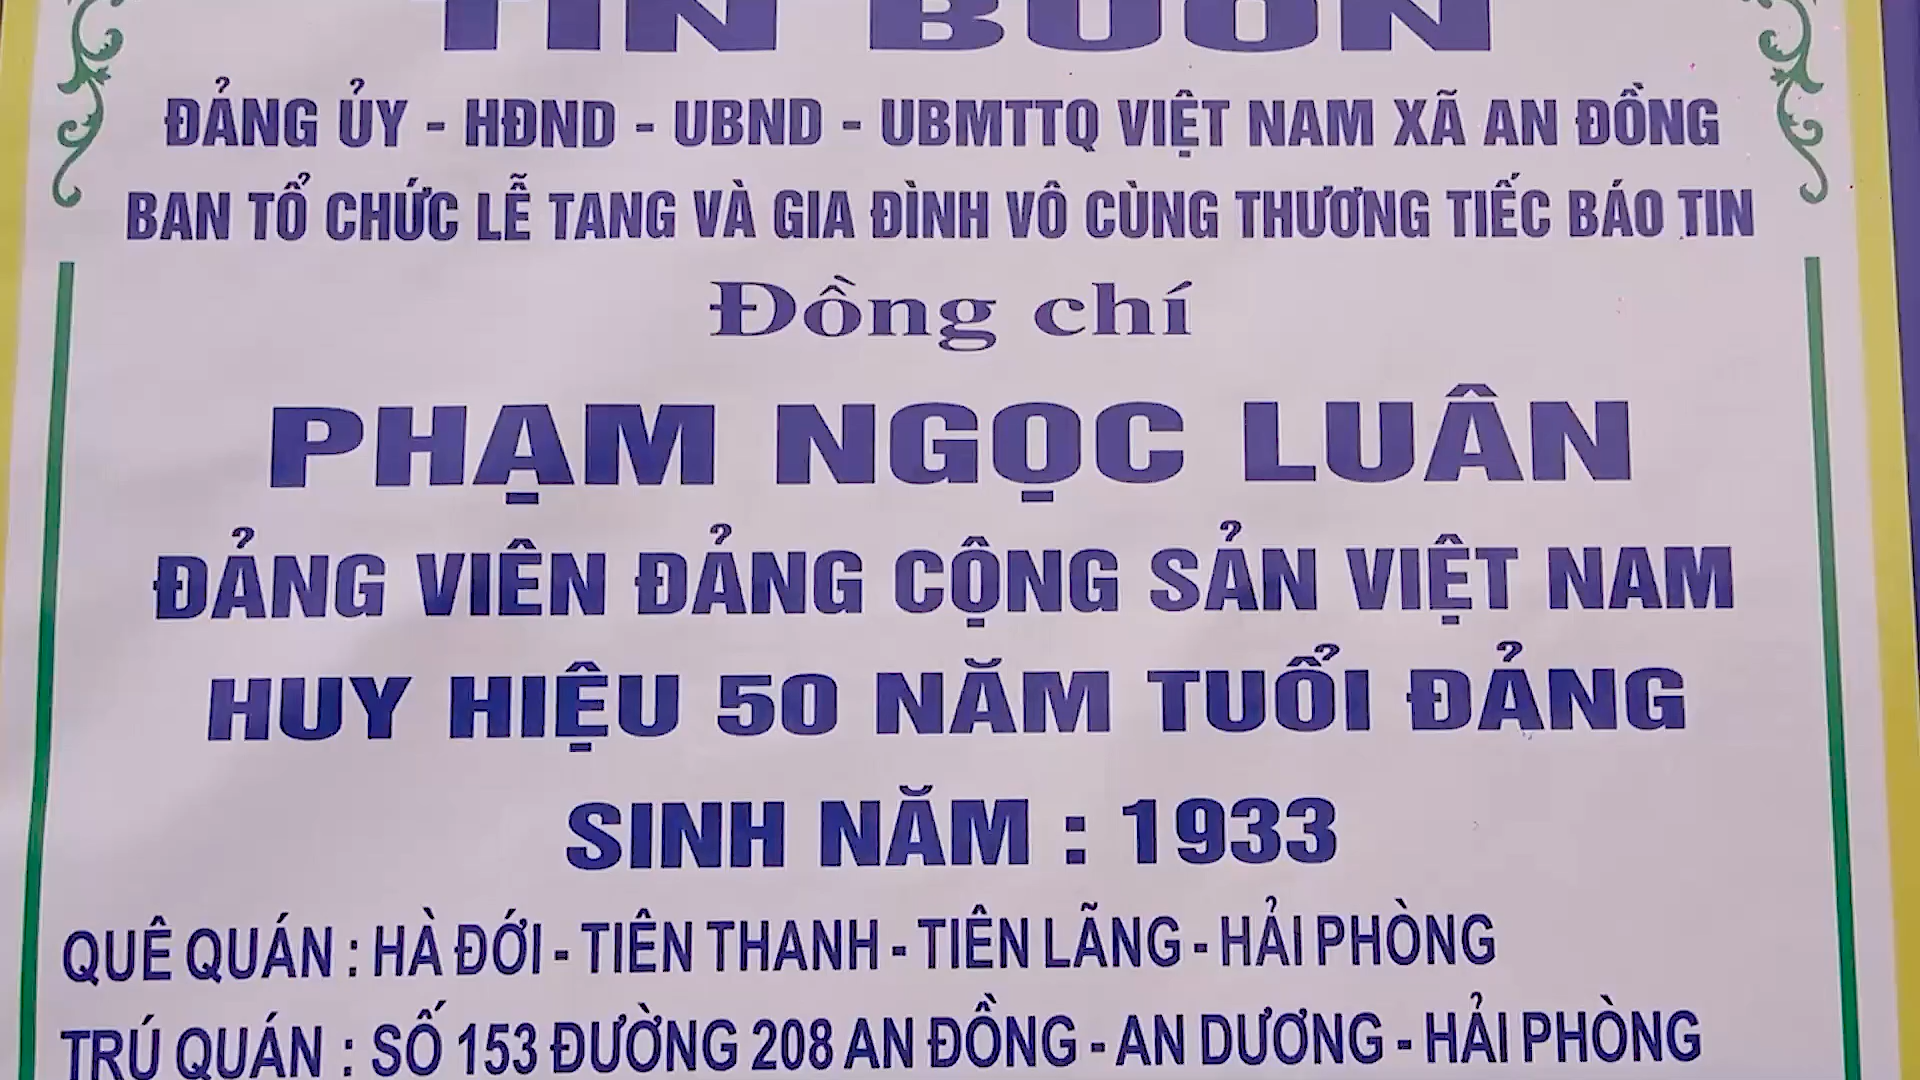 TIN BUỒN
ĐẢNG ỦY - HĐND - UBND - UBMTTQ VIỆT NAM XÃ AN ĐỒNG
BAN TỔ CHỨC LỄ TANG VÀ GIA ĐÌNH VÔ CÙNG THƯƠNG TIẾC BÁO TIN
Đồng chí
PHẠM NGỌC LUÂN
ĐẢNG VIÊN ĐẢNG CỘNG SẢN VIỆT NAM
HUY HIỆU 50 NĂM TUỔI ĐẢNG
SINH NĂM : 1933
QUÊ QUÁN : HÀ ĐỚI - TIÊN THANH - TIÊN LÃNG - HẢI PHÒNG
TRÚ QUÁN : SỐ 153 ĐƯỜNG 208 AN ĐỒNG - AN DƯƠNG - HẢI PHÒNG